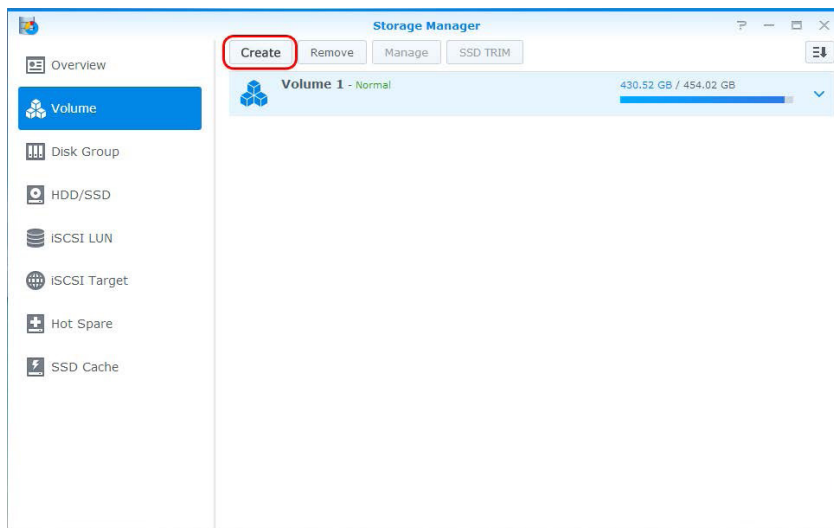 Storage Manager
?
Overview
Volume
Disk Group
HDD/SSD
iSCSI LUN
iSCSI Target
Hot Spare
SSD Cache
Create Remove Manage SSD TRIM
Volume 1 - Normal
430.52 GB / 454.02 GB